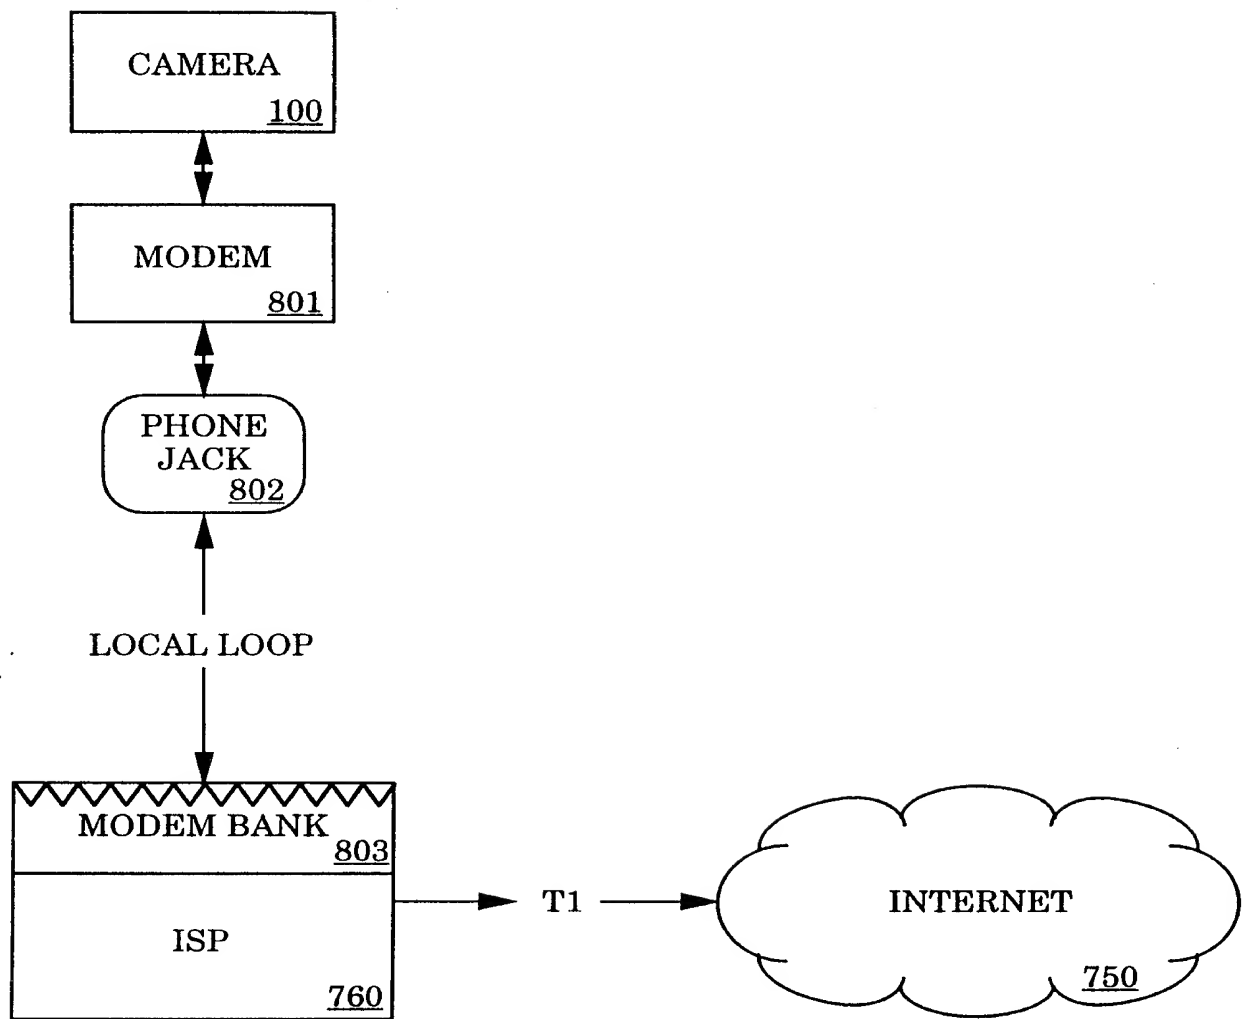 CAMERA
100
MODEM
801
PHONE
JACK
802
LOCAL LOOP
MODEM BANK
803
ISP
760
T1
INTERNET
750